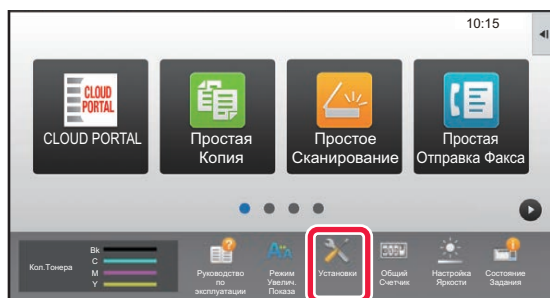 10:15
CLOUD
PORTAL
CLOUD PORTAL
Простая
Копия
Простое
Сканирование
Простая
Отправка Факса
Кол.Тонера
Bk
C
M
Y
Руководство
по
эксплуатации
Режим
Увелич.
Показа
Установки
Общий
Счетчик
Настройка
Яркости
Состояние
Задания